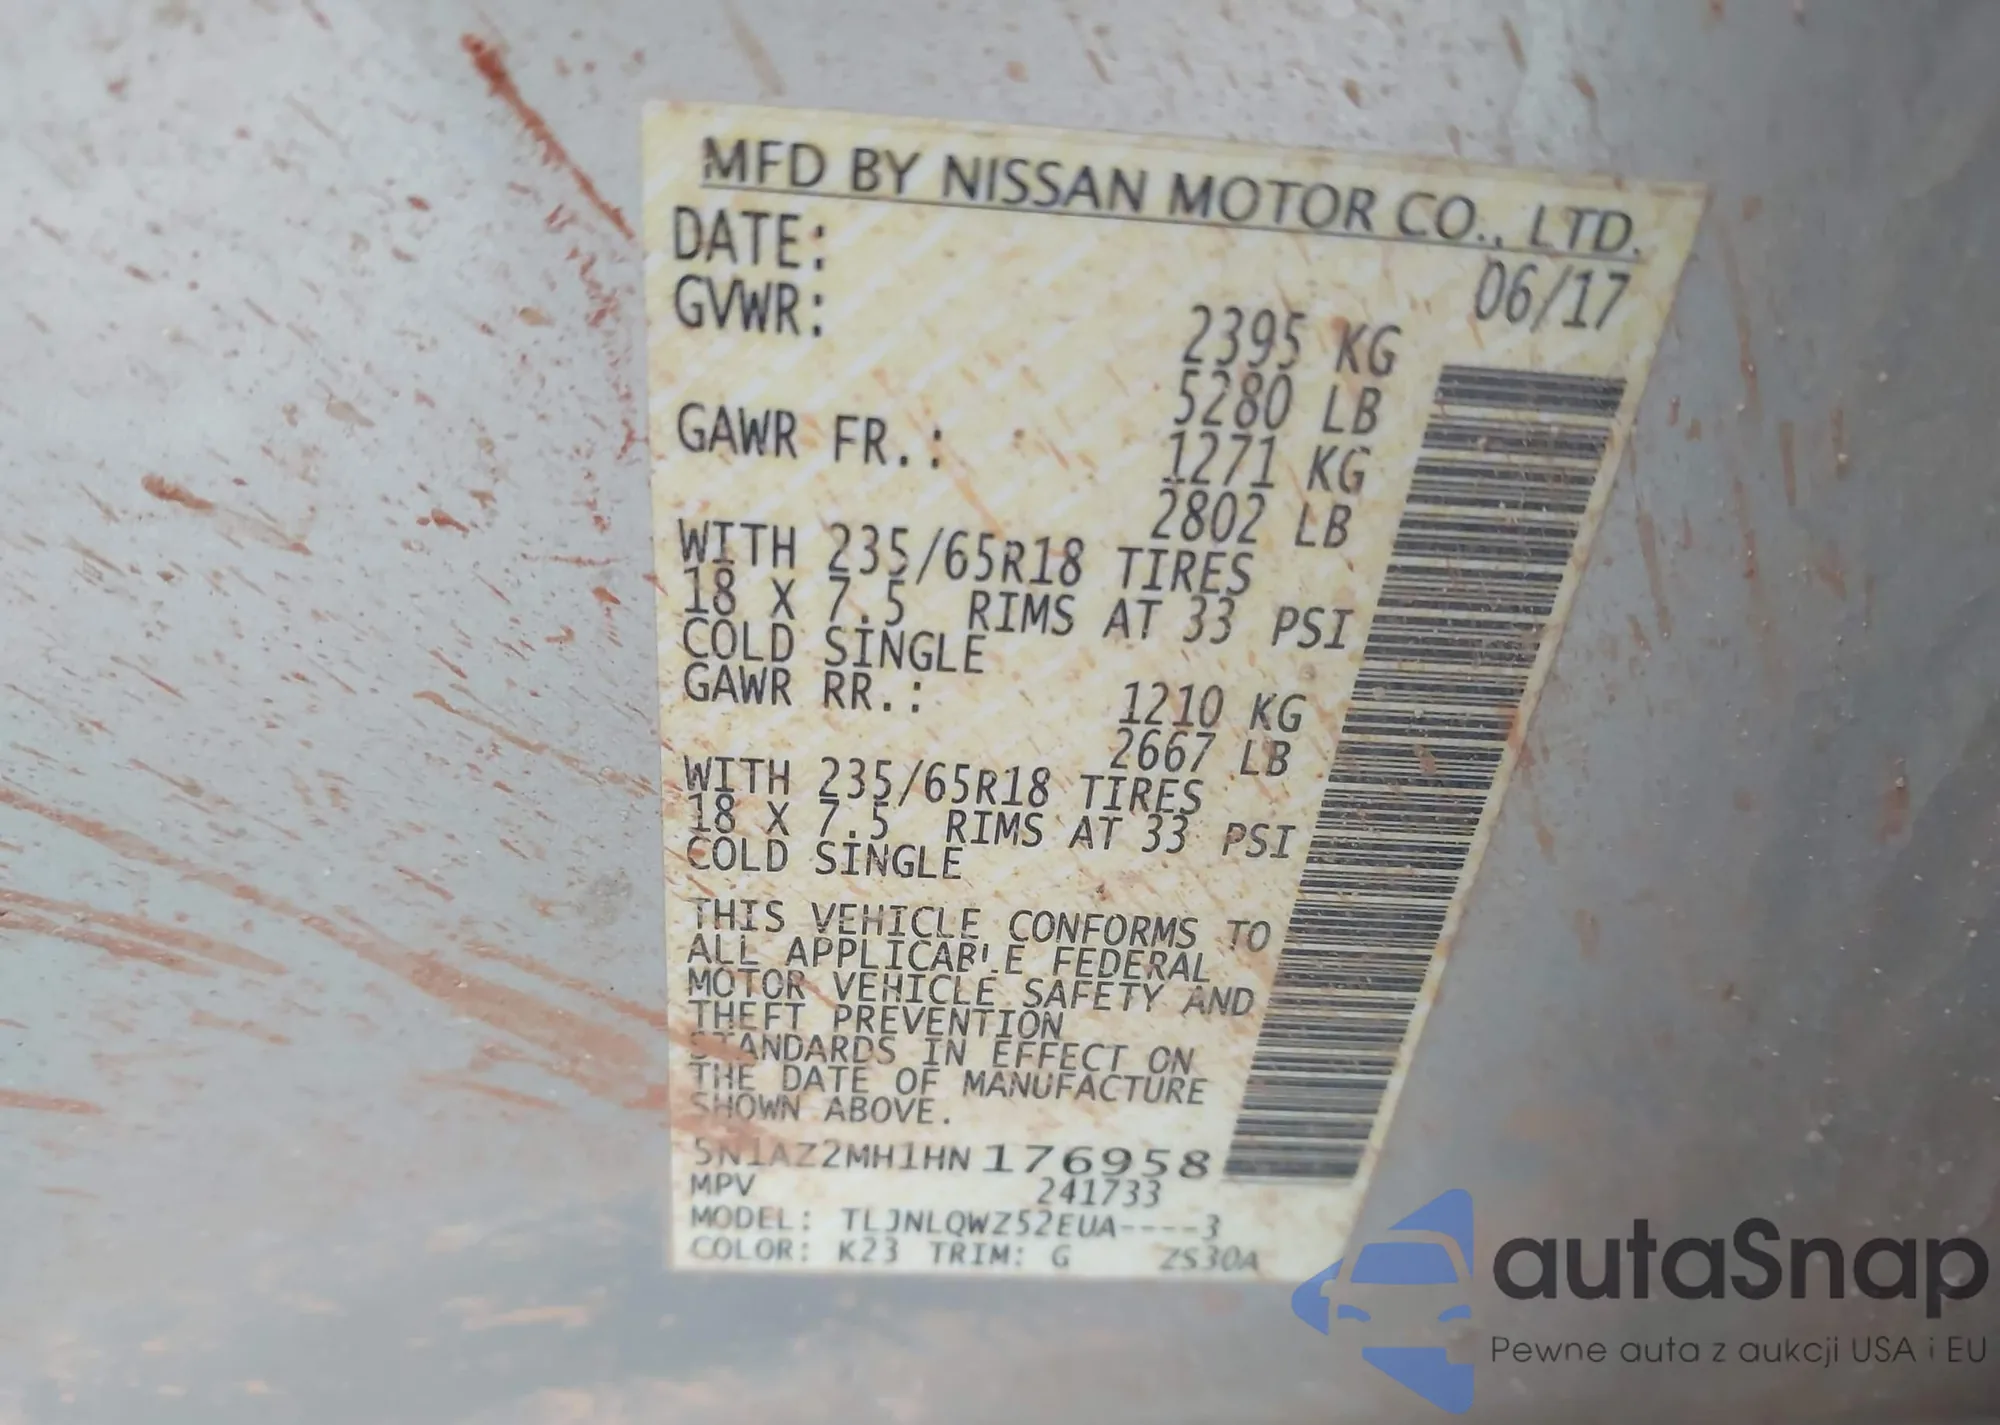 MFD BY NISSAN MOTOR CO., LTD.
DATE: 06/17
GVWR: 2395 KG
5280 LB
GAWR FR.: 1271 KG
2802 LB
WITH 235/65R18 TIRES
18 X 7.5 RIMS AT 33 PSI
COLD SINGLE
GAWR RR.: 1210 KG
2667 LB
WITH 235/65R18 TIRES
18 X 7.5 RIMS AT 33 PSI
COLD SINGLE
THIS VEHICLE CONFORMS TO
ALL APPLICABLE FEDERAL
MOTOR VEHICLE SAFETY AND
THEFT PREVENTION
STANDARDS IN EFFECT ON
THE DATE OF MANUFACTURE
SHOWN ABOVE.
5N1AZ2MH1HN176958
MPV 241733
MODEL: TLJNLQWZ52EUA----3
COLOR: K23 TRIM: G ZS30A
autaSnap
Pewne auta z aukcji USA i EU